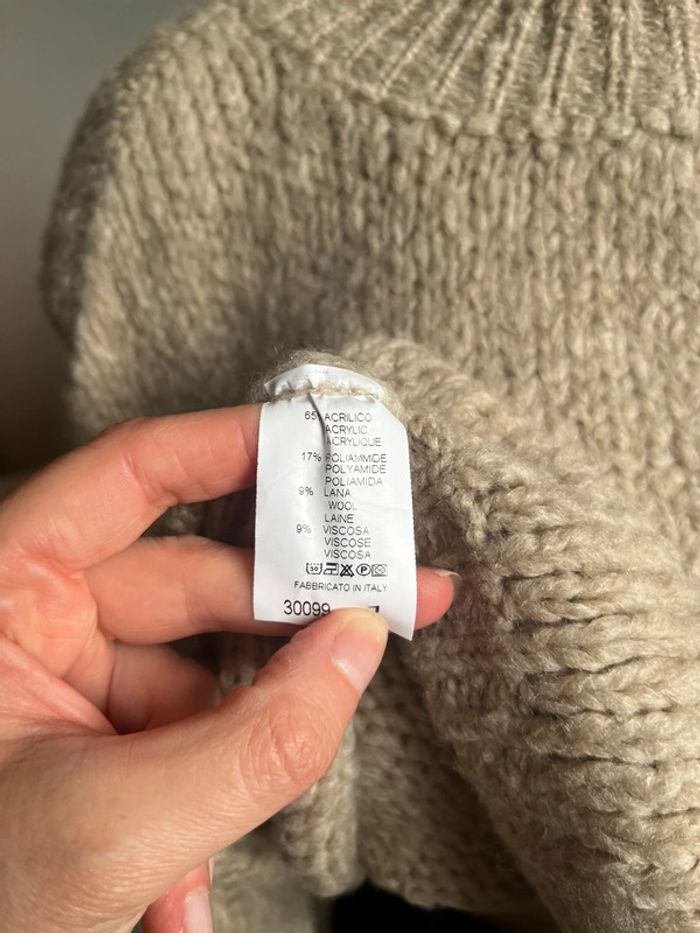 65 ACRILICO
ACRYLIC
ACRYLIQUE
17% POLIAMMIDE
POLYAMIDE
POLIAMIDA
9% LANA
WOOL
LAINE
9% VISCOSA
VISCOSE
VISCOSA
30 P
FABBRICATO IN ITALY
30099